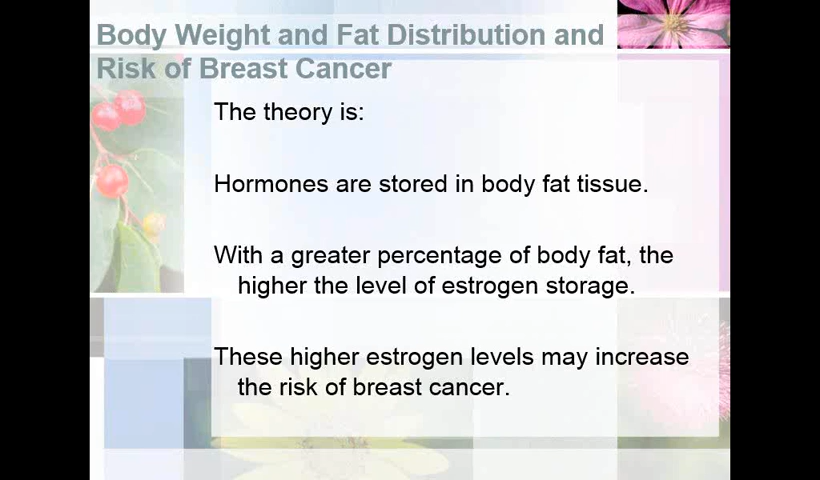 Body Weight and Fat Distribution and
Risk of Breast Cancer
The theory is:
Hormones are stored in body fat tissue.
With a greater percentage of body fat, the
higher the level of estrogen storage.
These higher estrogen levels may increase
the risk of breast cancer.